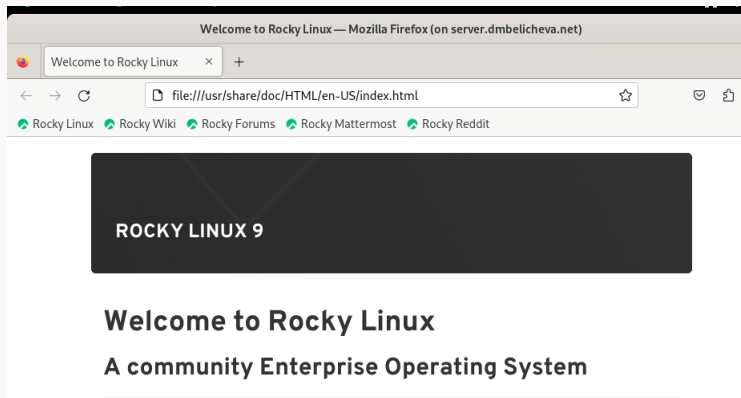 Welcome to Rocky Linux — Mozilla Firefox (on server.dmbelicheva.net)
Welcome to Rocky Linux
file:///usr/share/doc/HTML/en-US/index.html
Rocky Linux Rocky Wiki Rocky Forums Rocky Mattermost Rocky Reddit
ROCKY LINUX 9
Welcome to Rocky Linux
A community Enterprise Operating System